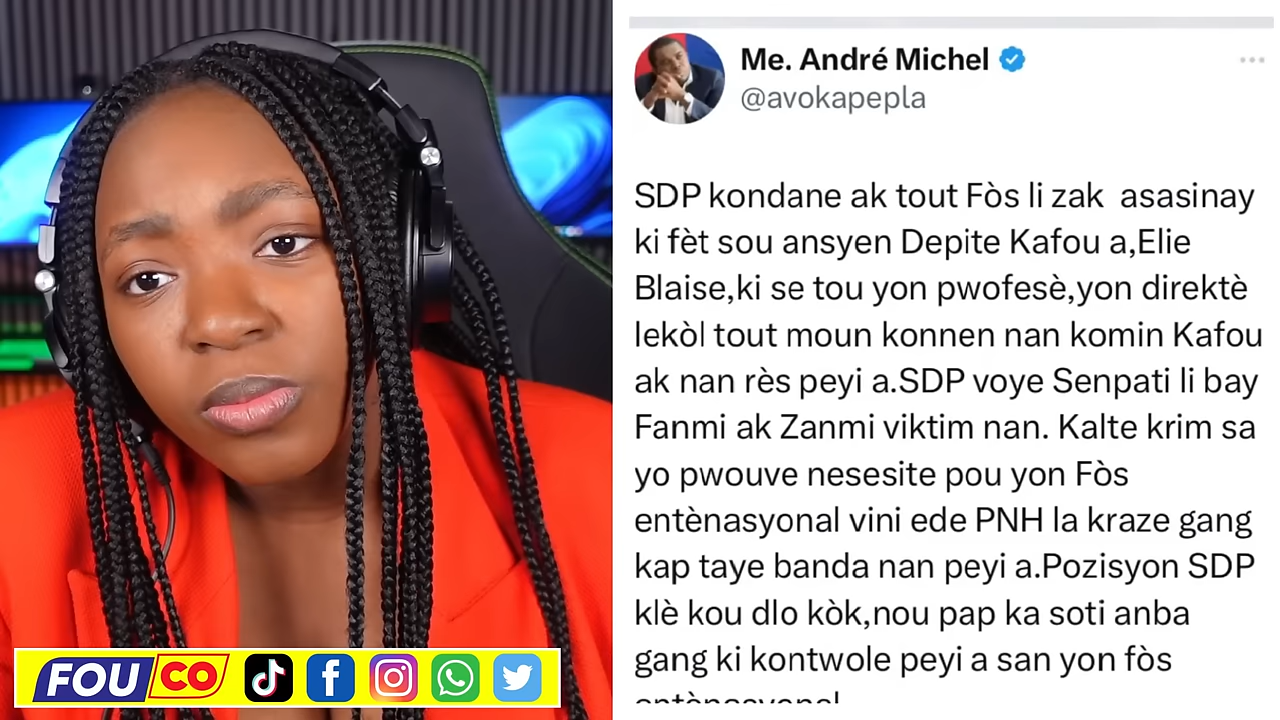 Me. André Michel
@avokapepla
SDP kondane ak tout Fòs li zak asasinay
ki fèt sou ansyen Depite Kafou a,Elie
Blaise,ki se tou yon pwofesè,yon direktè
lekòl tout moun konnen nan komin Kafou
ak nan rès peyi a.SDP voye Senpati li bay
Fanmi ak Zanmi viktim nan. Kalte krim sa
yo pwouve nesesite pou yon Fòs
entènasyonal vini ede PNH la kraze gang
kap taye banda nan peyi a.Pozisyon SDP
klè kou dlo kòk,nou pap ka soti anba
gang ki kontwole peyi a san yon fòs
entènasyonal
FOUCO